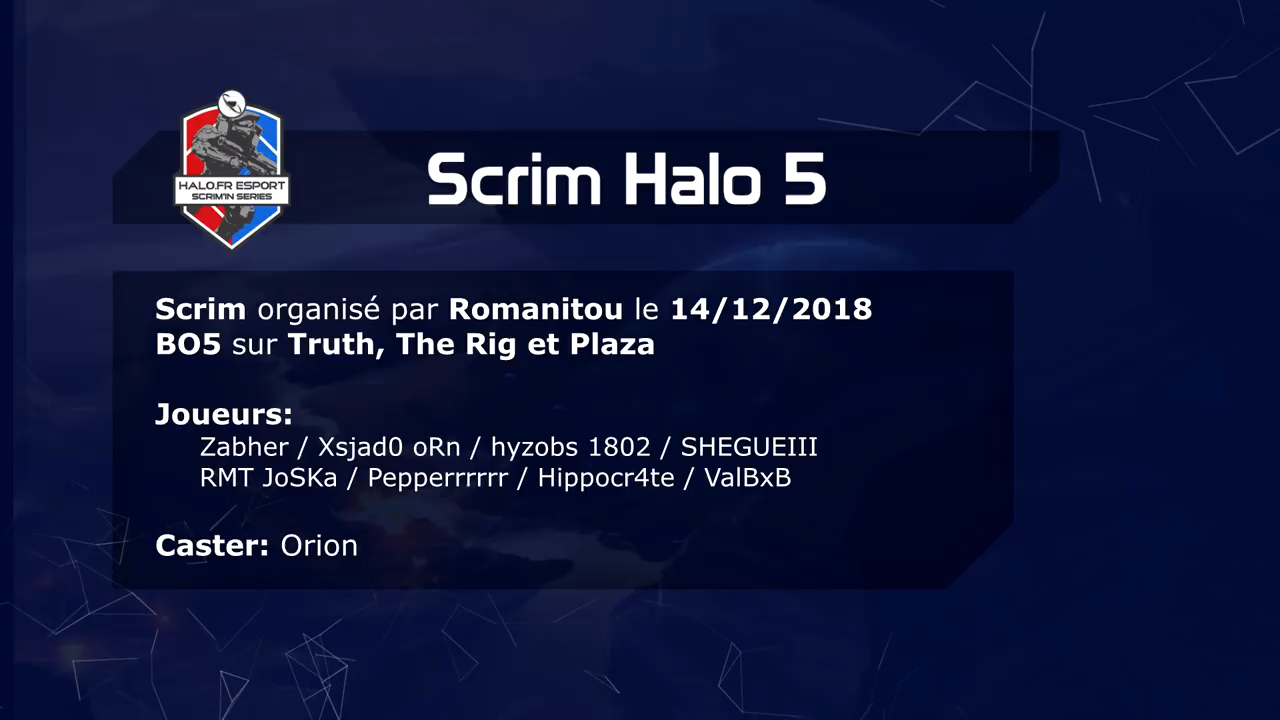 HALO.FR ESPORT
SCRIM'IN SERIES
Scrim Halo 5
Scrim organisé par Romanitou le 14/12/2018
BO5 sur Truth, The Rig et Plaza
Joueurs:
Zabher / Xsjad0 oRn / hyzobs 1802 / SHEGUEIII
RMT JoSKa / Pepperrrrrr / Hippocr4te / ValBxB
Caster: Orion